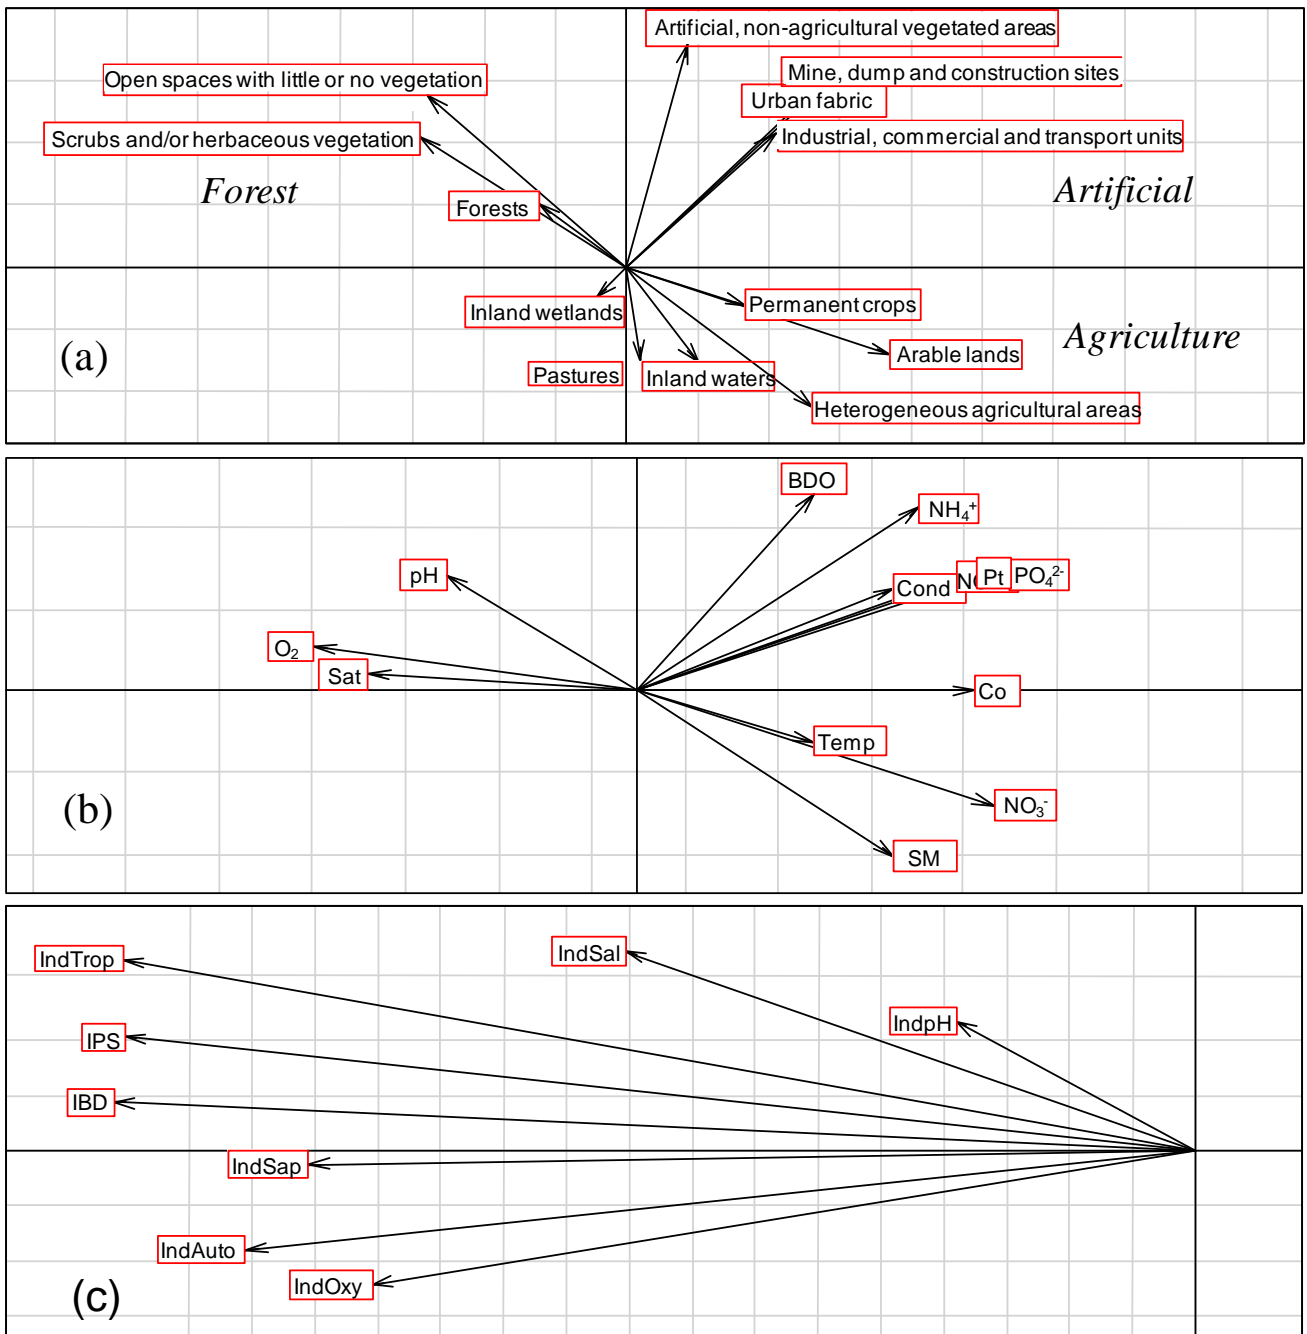 Artificial, non-agricultural vegetated areas
Open spaces with little or no vegetation
Mine, dump and construction sites
Urban fabric
Scrubs and/or herbaceous vegetation
Industrial, commercial and transport units
Forest
Artificial
Forests
Inland wetlands
Permanent crops
Agriculture
(a)
Arable lands
Pastures
Inland waters
Heterogeneous agricultural areas
BDO
NH₄⁺
pH
Cond
Pt
PO₄²⁻
O₂
Sat
Co
Temp
(b)
NO₃⁻
SM
IndTrop
IndSal
IndpH
IPS
IBD
IndSap
IndAuto
IndOxy
(c)